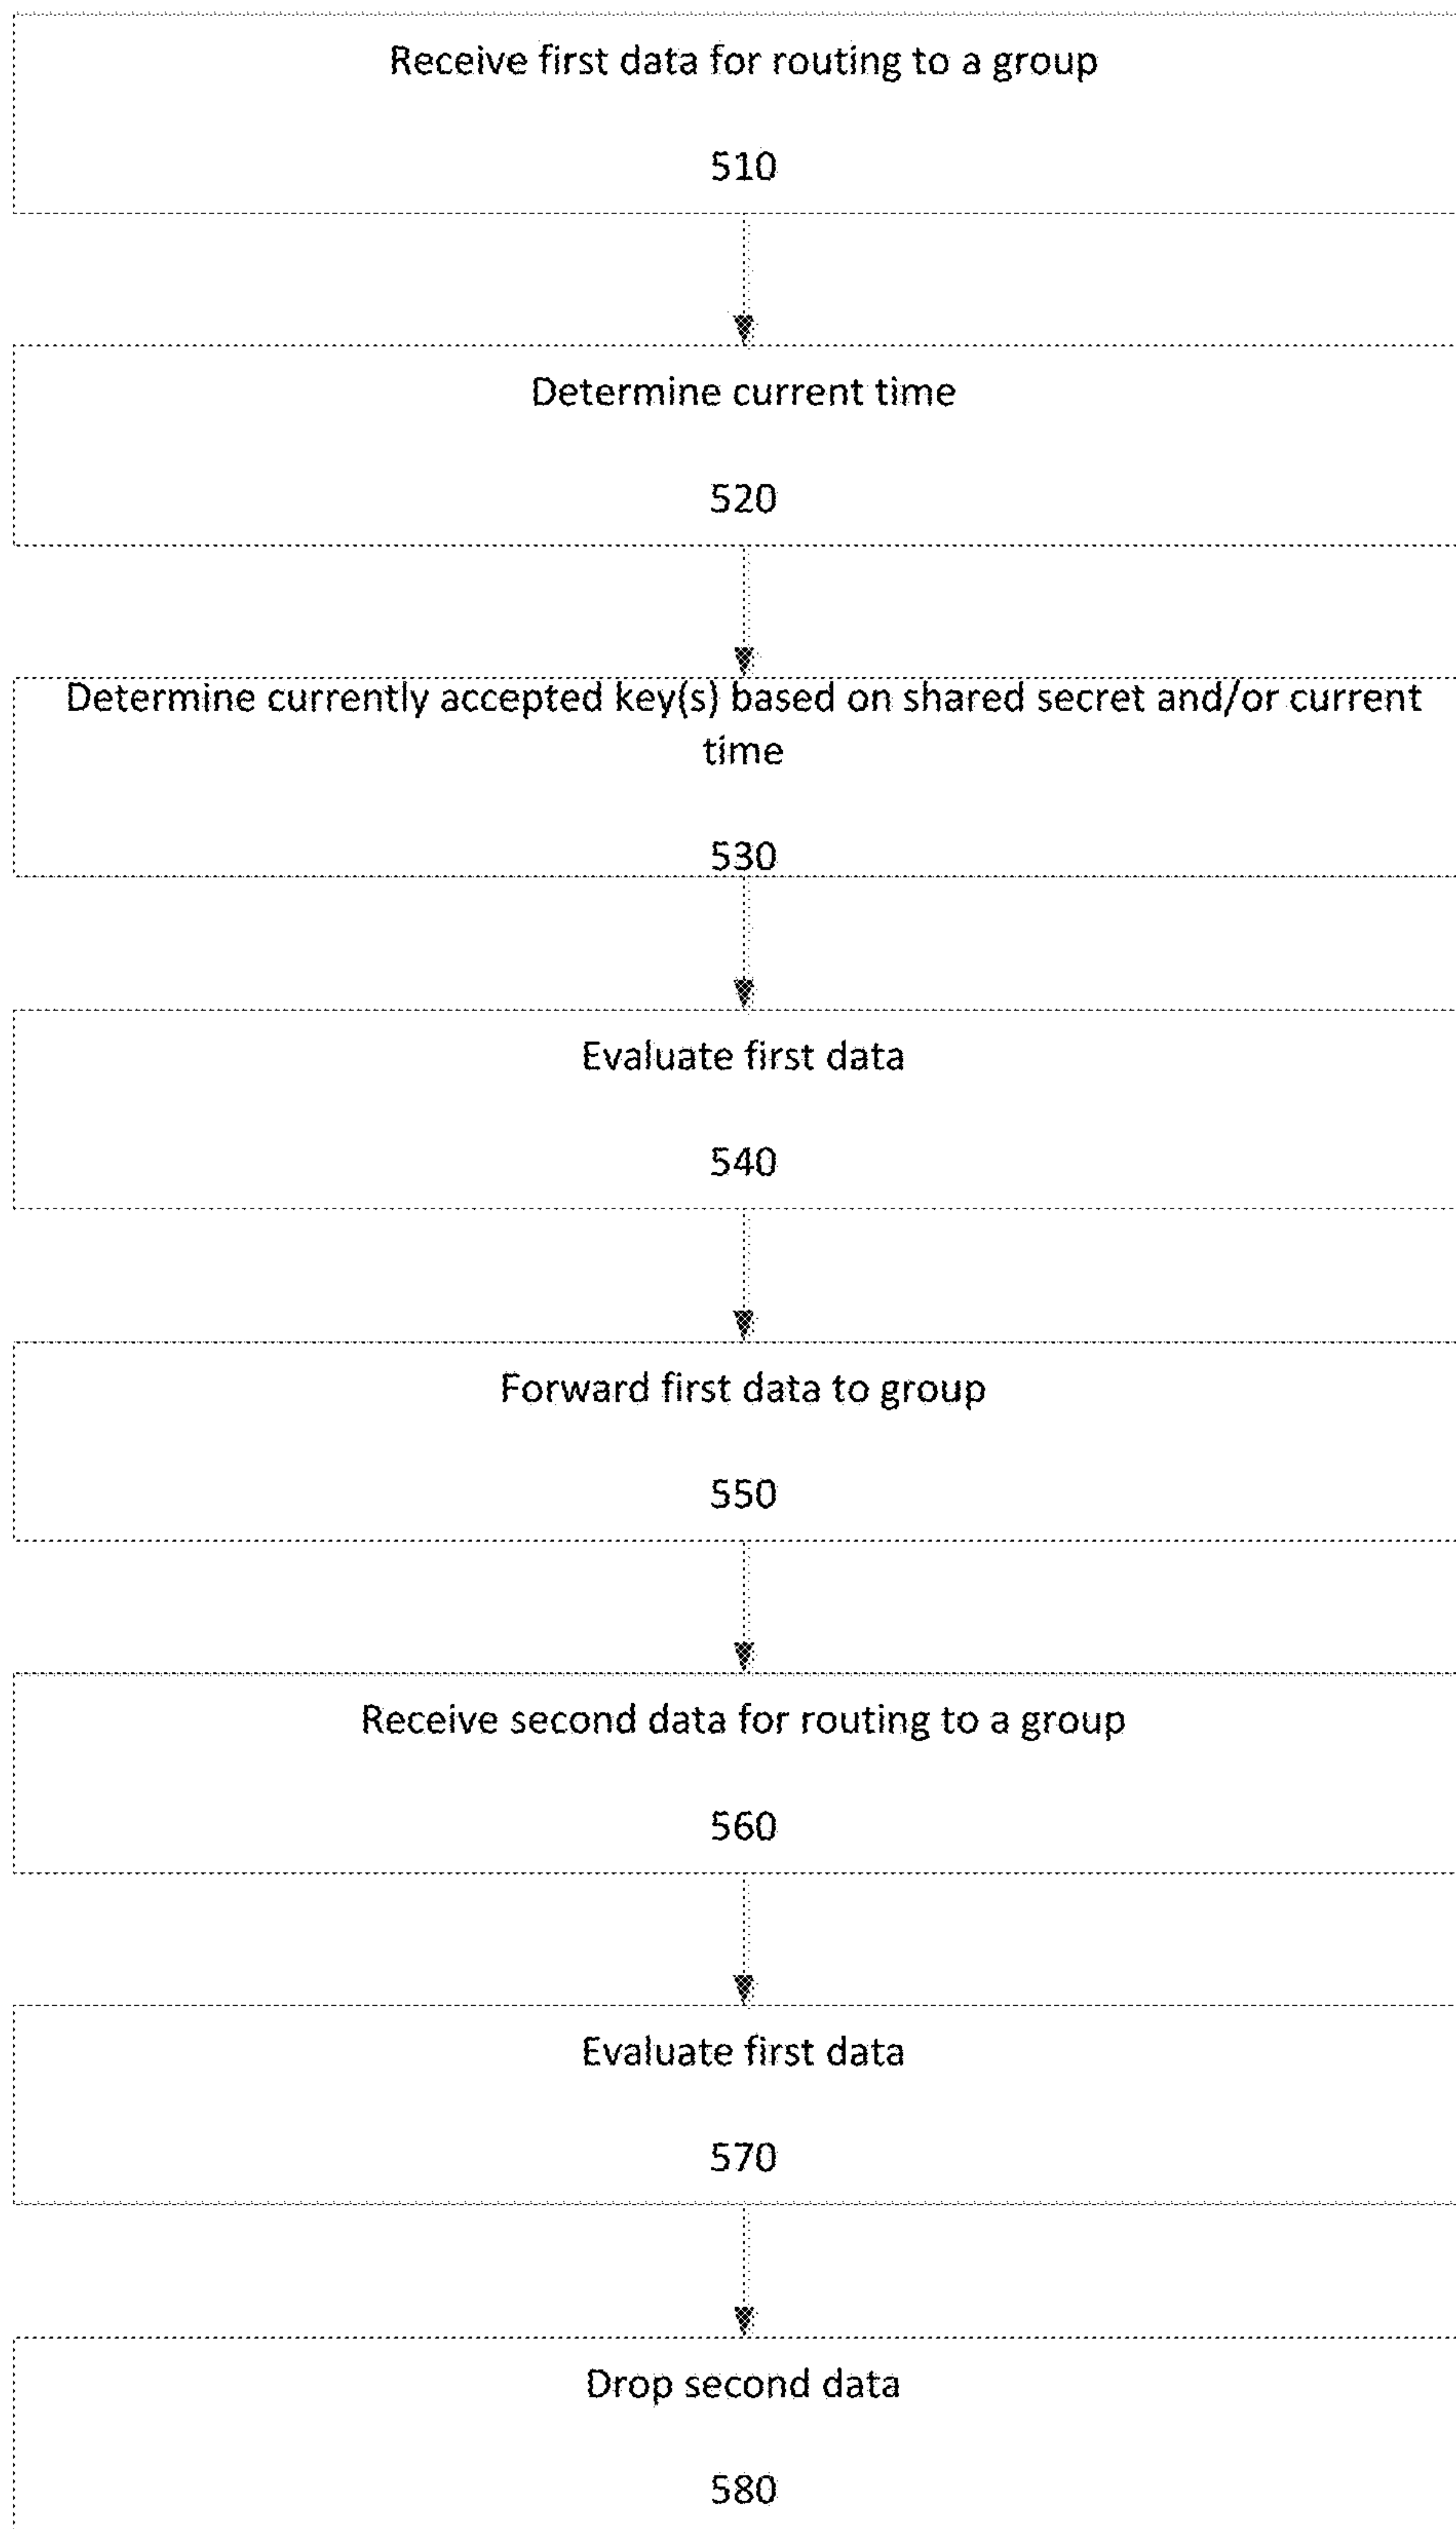 Receive first data for routing to a group
510
Determine current time
520
Determine currently accepted key(s) based on shared secret and/or current
time
530
Evaluate first data
540
Forward first data to group
550
Receive second data for routing to a group
560
Evaluate first data
570
Drop second data
580